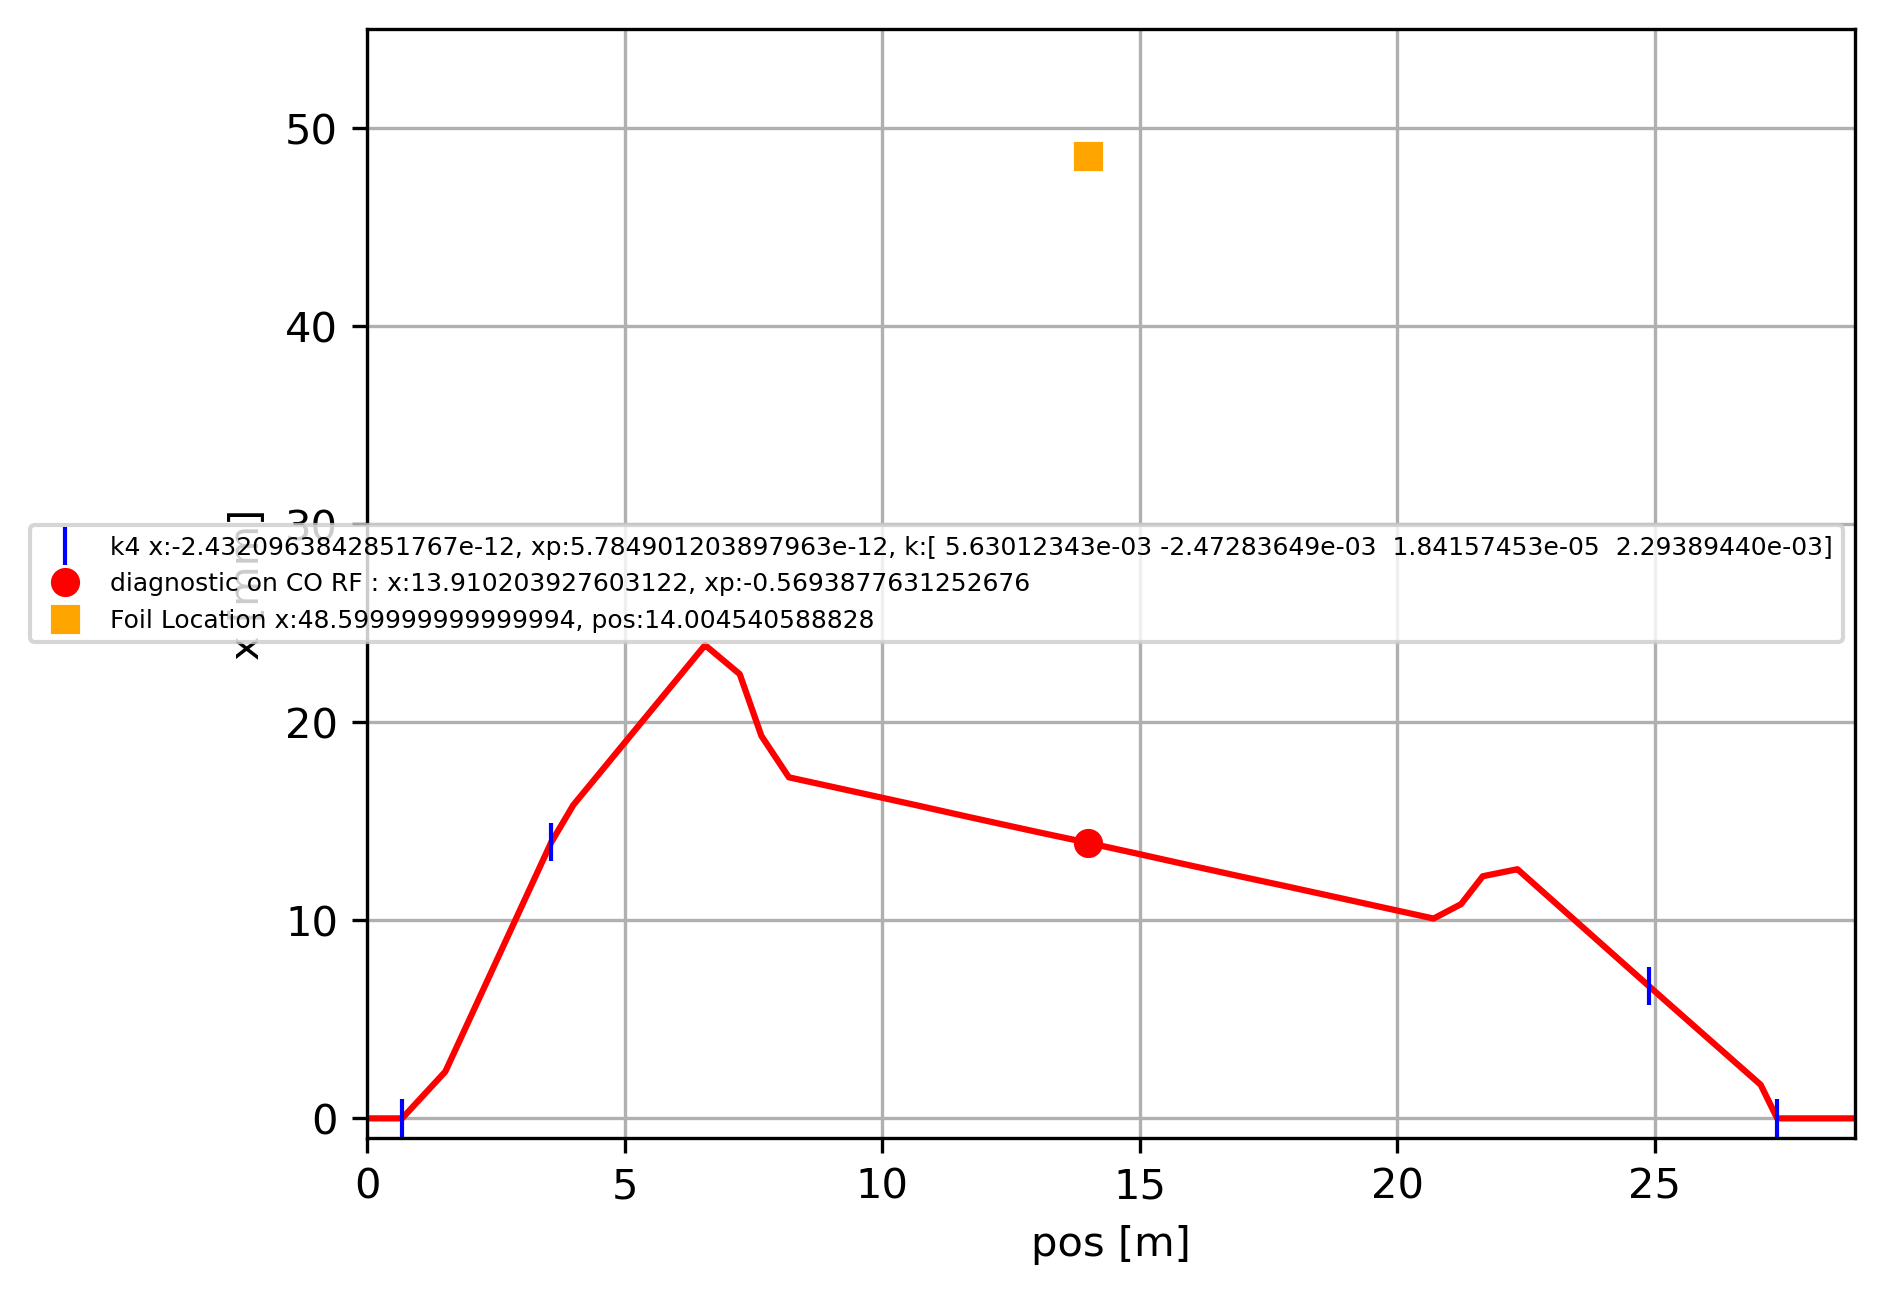 50
40
30
20
10
0
x [mm]
k4 x:-2.4320963842851767e-12, xp:5.784901203897963e-12, k:[ 5.63012343e-03 -2.47283649e-03  1.84157453e-05  2.29389440e-03]
diagnostic on CO RF : x:13.910203927603122, xp:-0.5693877631252676
Foil Location x:48.599999999999994, pos:14.004540588828
0 5 10 15 20 25
pos [m]